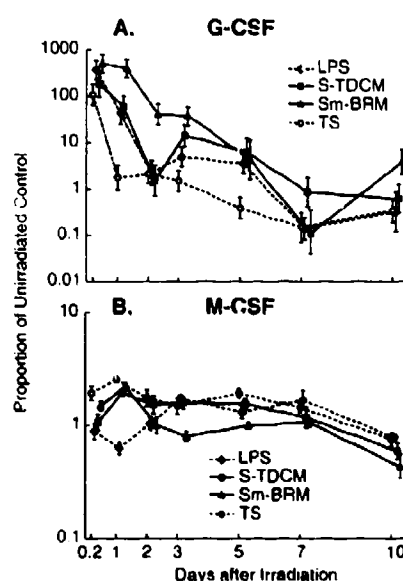 A. G-CSF
1000
100
10
1
0.1
0.01
LPS
S-TDCM
Sm-BRM
TS
Proportion of Unirradiated Control
B. M-CSF
10
1
0.1
LPS
S-TDCM
Sm-BRM
TS
0.2 1 2 3 5 7 10
Days after Irradiation